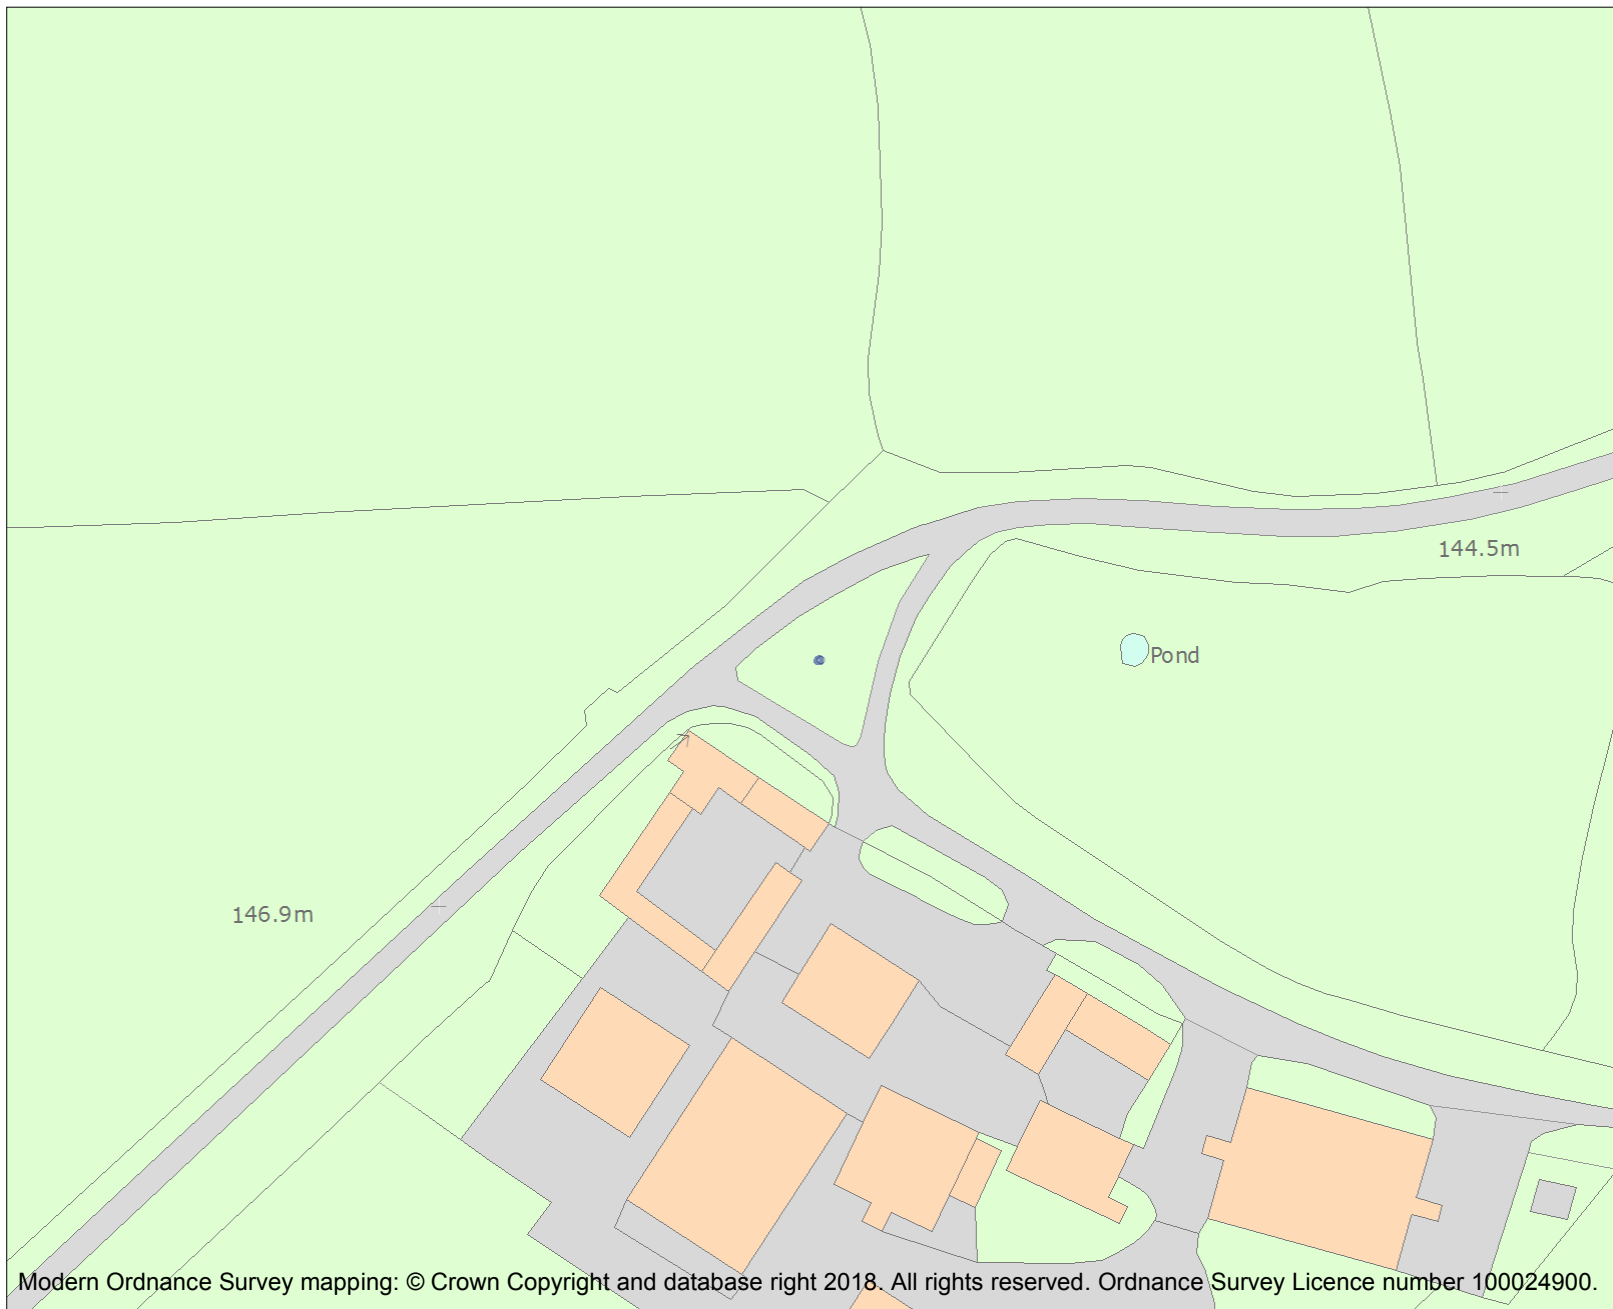 144.5m
Pond
146.9m
Modern Ordnance Survey mapping: © Crown Copyright and database right 2018. All rights reserved. Ordnance Survey Licence number 100024900.